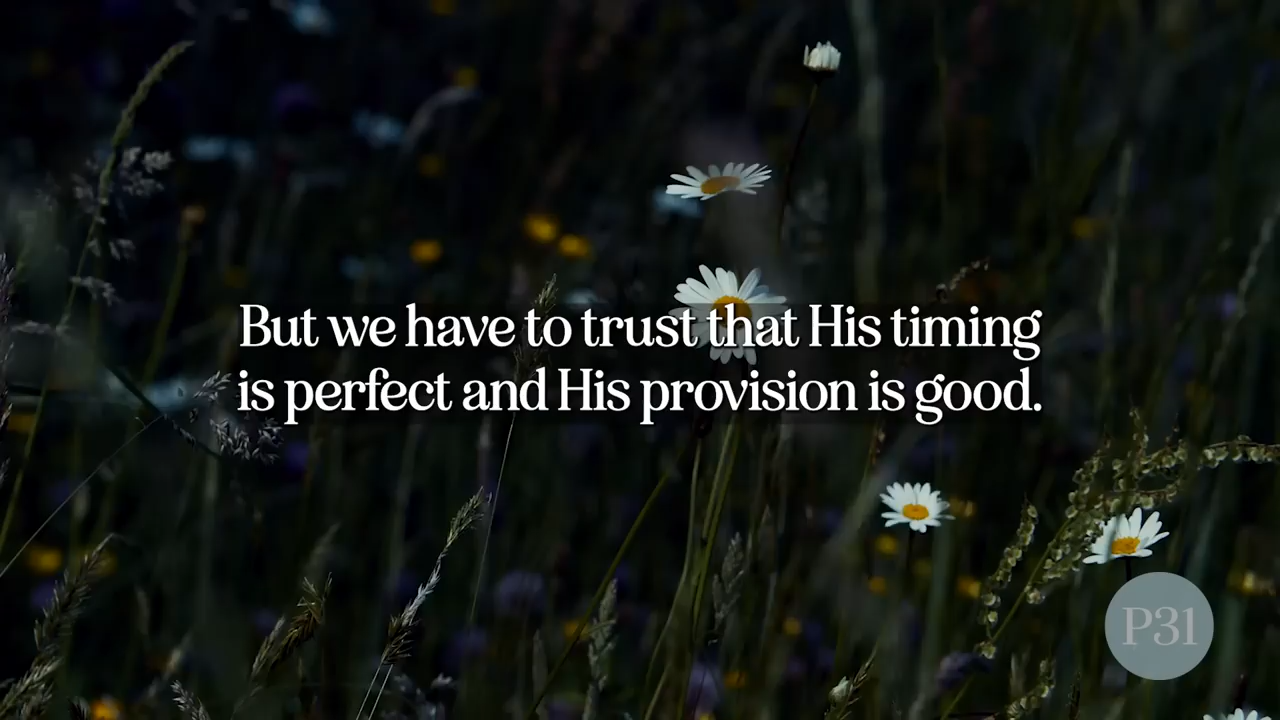 But we have to trust that His timing
is perfect and His provision is good.
P31